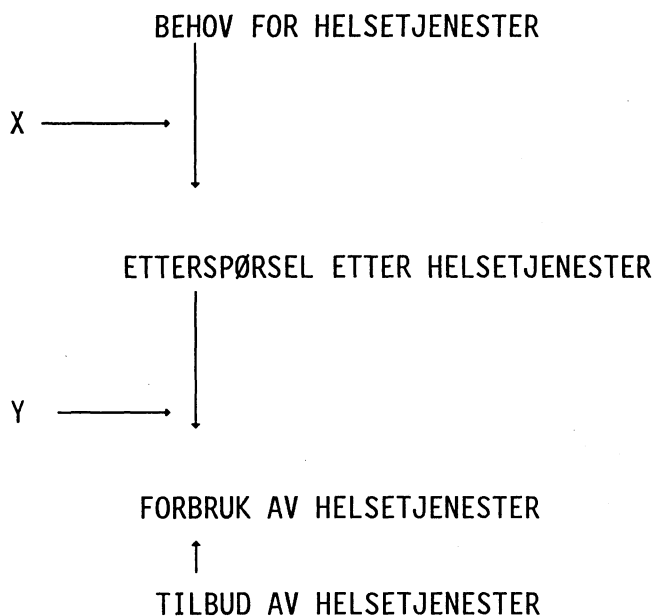 BEHOV FOR HELSETJENESTER
X
ETTERSPØRSEL ETTER HELSETJENESTER
Y
FORBRUK AV HELSETJENESTER
TILBUD AV HELSETJENESTER